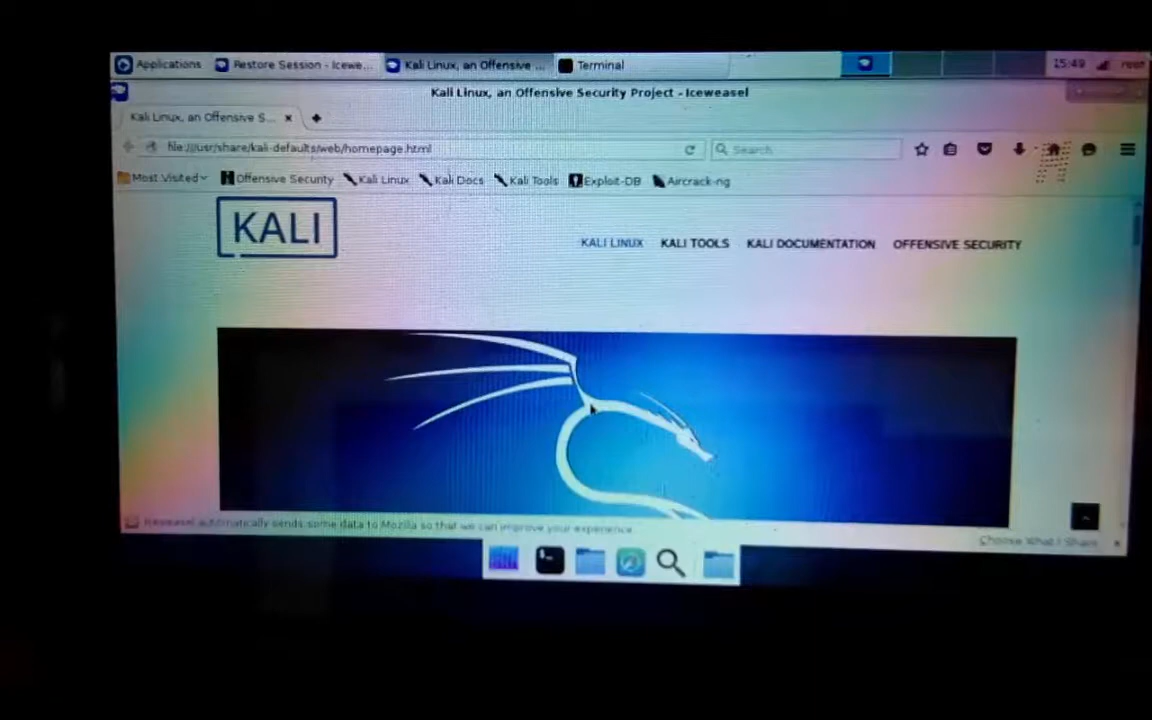 Applications Restore Session - Icewe... Kali Linux, an Offensive ... Terminal 15:49 root
Kali Linux, an Offensive Security Project - Iceweasel
Kali Linux, an Offensive S...
file:///usr/share/kali-defaults/web/homepage.html Search
Most Visited Offensive Security Kali Linux Kali Docs Kali Tools Exploit-DB Aircrack-ng
KALI
KALI LINUX KALI TOOLS KALI DOCUMENTATION OFFENSIVE SECURITY
Iceweasel automatically sends some data to Mozilla so that we can improve your experience.
Choose What I Share